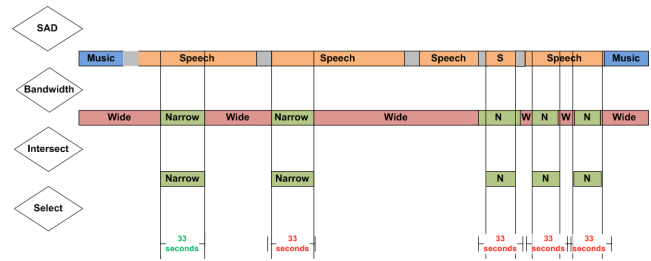 SAD
Music Speech Speech Speech S Speech Music
Bandwidth
Wide Narrow Wide Narrow Wide N W N W N Wide
Intersect
Narrow Narrow N N N
Select
33 33 33 33 33
seconds seconds seconds seconds seconds